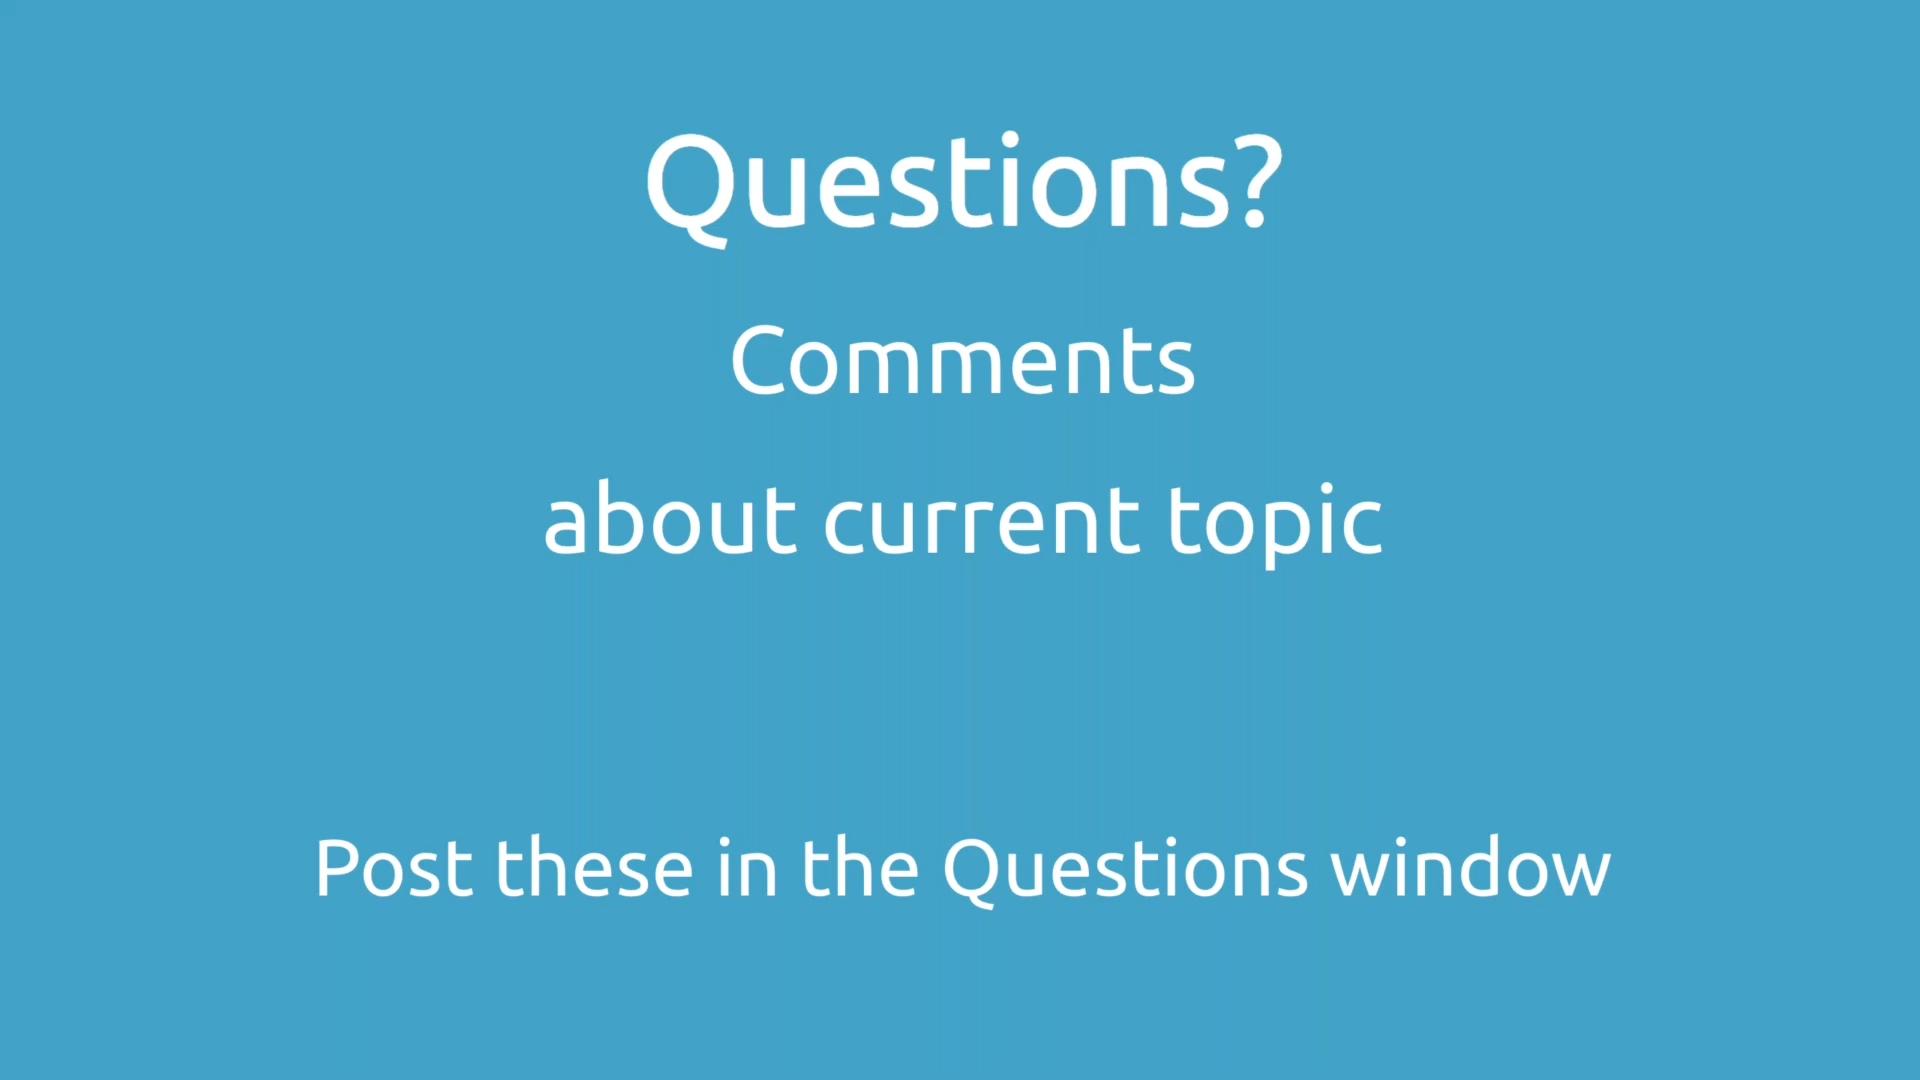 Questions?
Comments
about current topic
Post these in the Questions window